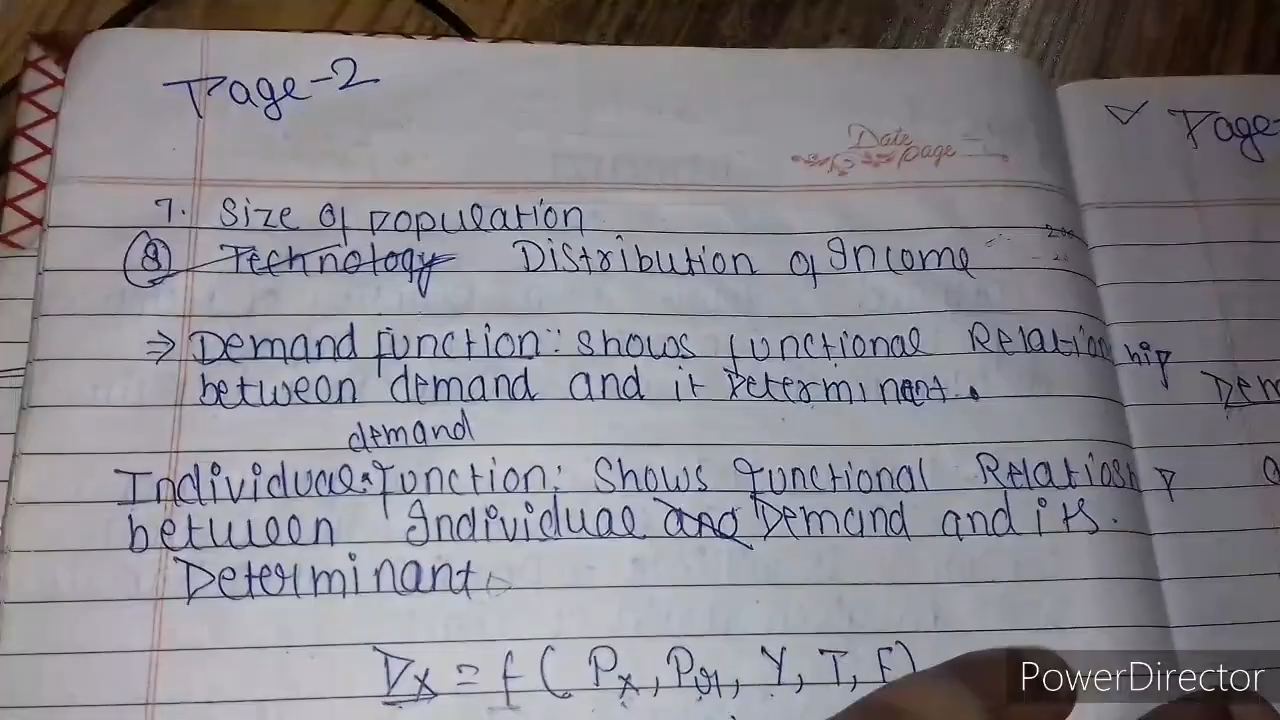 Page-2
Page
Date
Page
7. Size of population
8 Technology Distribution of Income
⇒ Demand function: shows functional Relationship
between demand and it Determinant.
Dem
demand
Individual function: Shows functional Relatiosh p
between Individual and Demand and its.
Determinant
Dx = f ( Px, Pr, Y, T, F)
PowerDirector